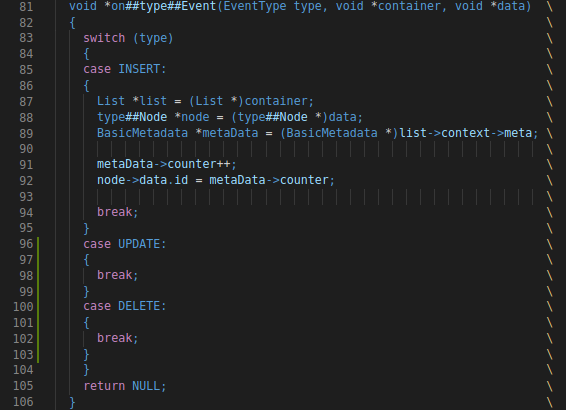 81 void *on##type##Event(EventType type, void *container, void *data) \
82 { \
83 switch (type) \
84 { \
85 case INSERT: \
86 { \
87 List *list = (List *)container; \
88 type##Node *node = (type##Node *)data; \
89 BasicMetadata *metaData = (BasicMetadata *)list->context->meta; \
90 \
91 metaData->counter++; \
92 node->data.id = metaData->counter; \
93 \
94 break; \
95 } \
96 case UPDATE: \
97 { \
98 break; \
99 } \
100 case DELETE: \
101 { \
102 break; \
103 } \
104 } \
105 return NULL; \
106 } \